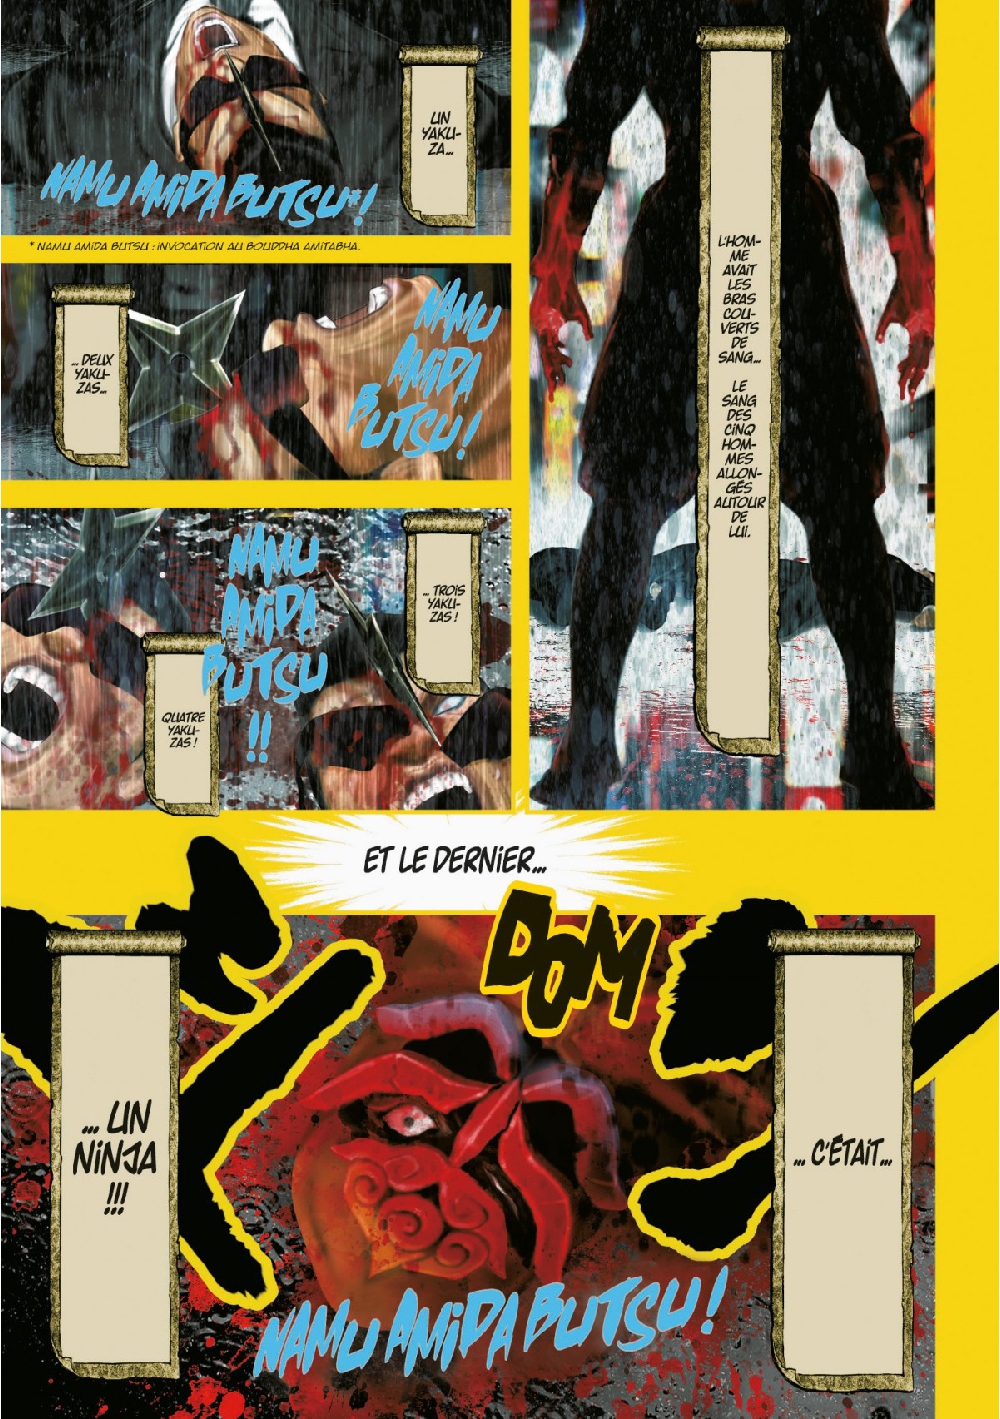 L'HOM-
ME
AVAIT
LES
BRAS
COU-
VERTS
DE
SANG...
LE
SANG
DES
CINQ
HOM-
MES
ALLON-
GÉS
AUTOUR
DE
LUI.
UN
YAKU-
ZA...
NAMU AMIDA BUTSU*!
* NAMU AMIDA BUTSU : INVOCATION AU BOUDDHA AMITABHA.
NAMU
AMIDA
BUTSU!
... DEUX
YAKU-
ZAS...
... TROIS
YAKU-
ZAS !
NAMU
AMIDA
BUTSU
!!
QUATRE
YAKU-
ZAS !
ET LE DERNIER...
DOM
... C'ÉTAIT...
... UN
NINJA
!!!
NAMU AMIDA BUTSU!